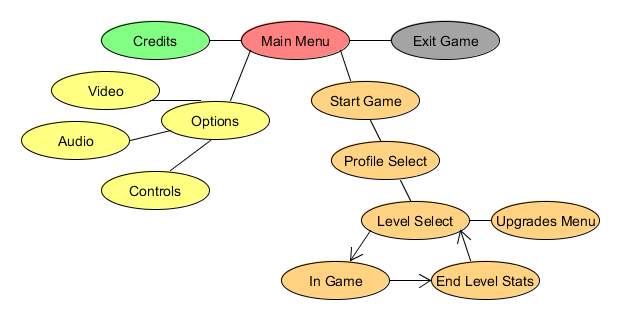 Credits
Main Menu
Exit Game
Video
Start Game
Options
Audio
Profile Select
Controls
Level Select
Upgrades Menu
In Game
End Level Stats